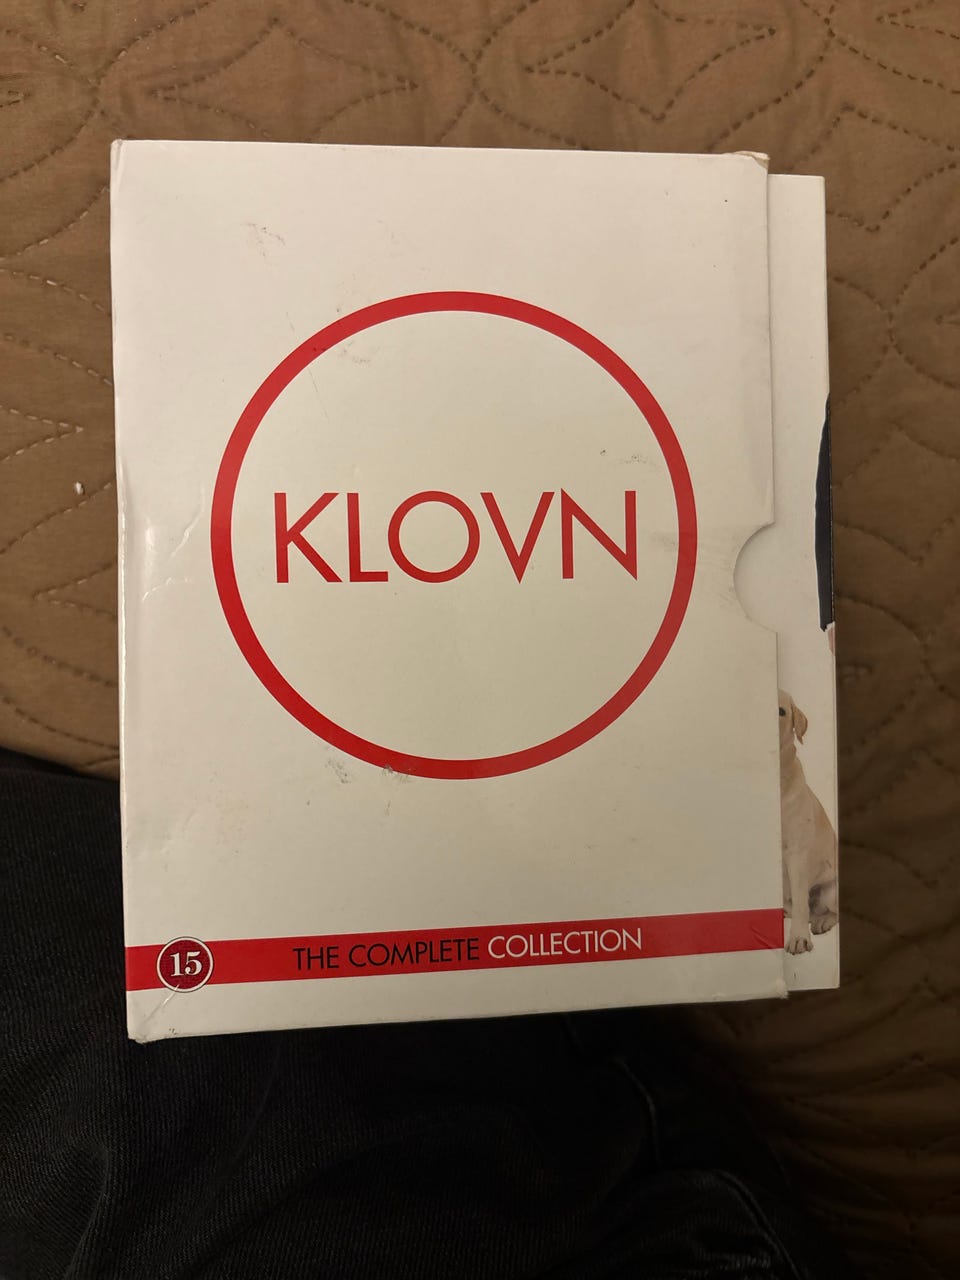 KLOVN
15 THE COMPLETE COLLECTION